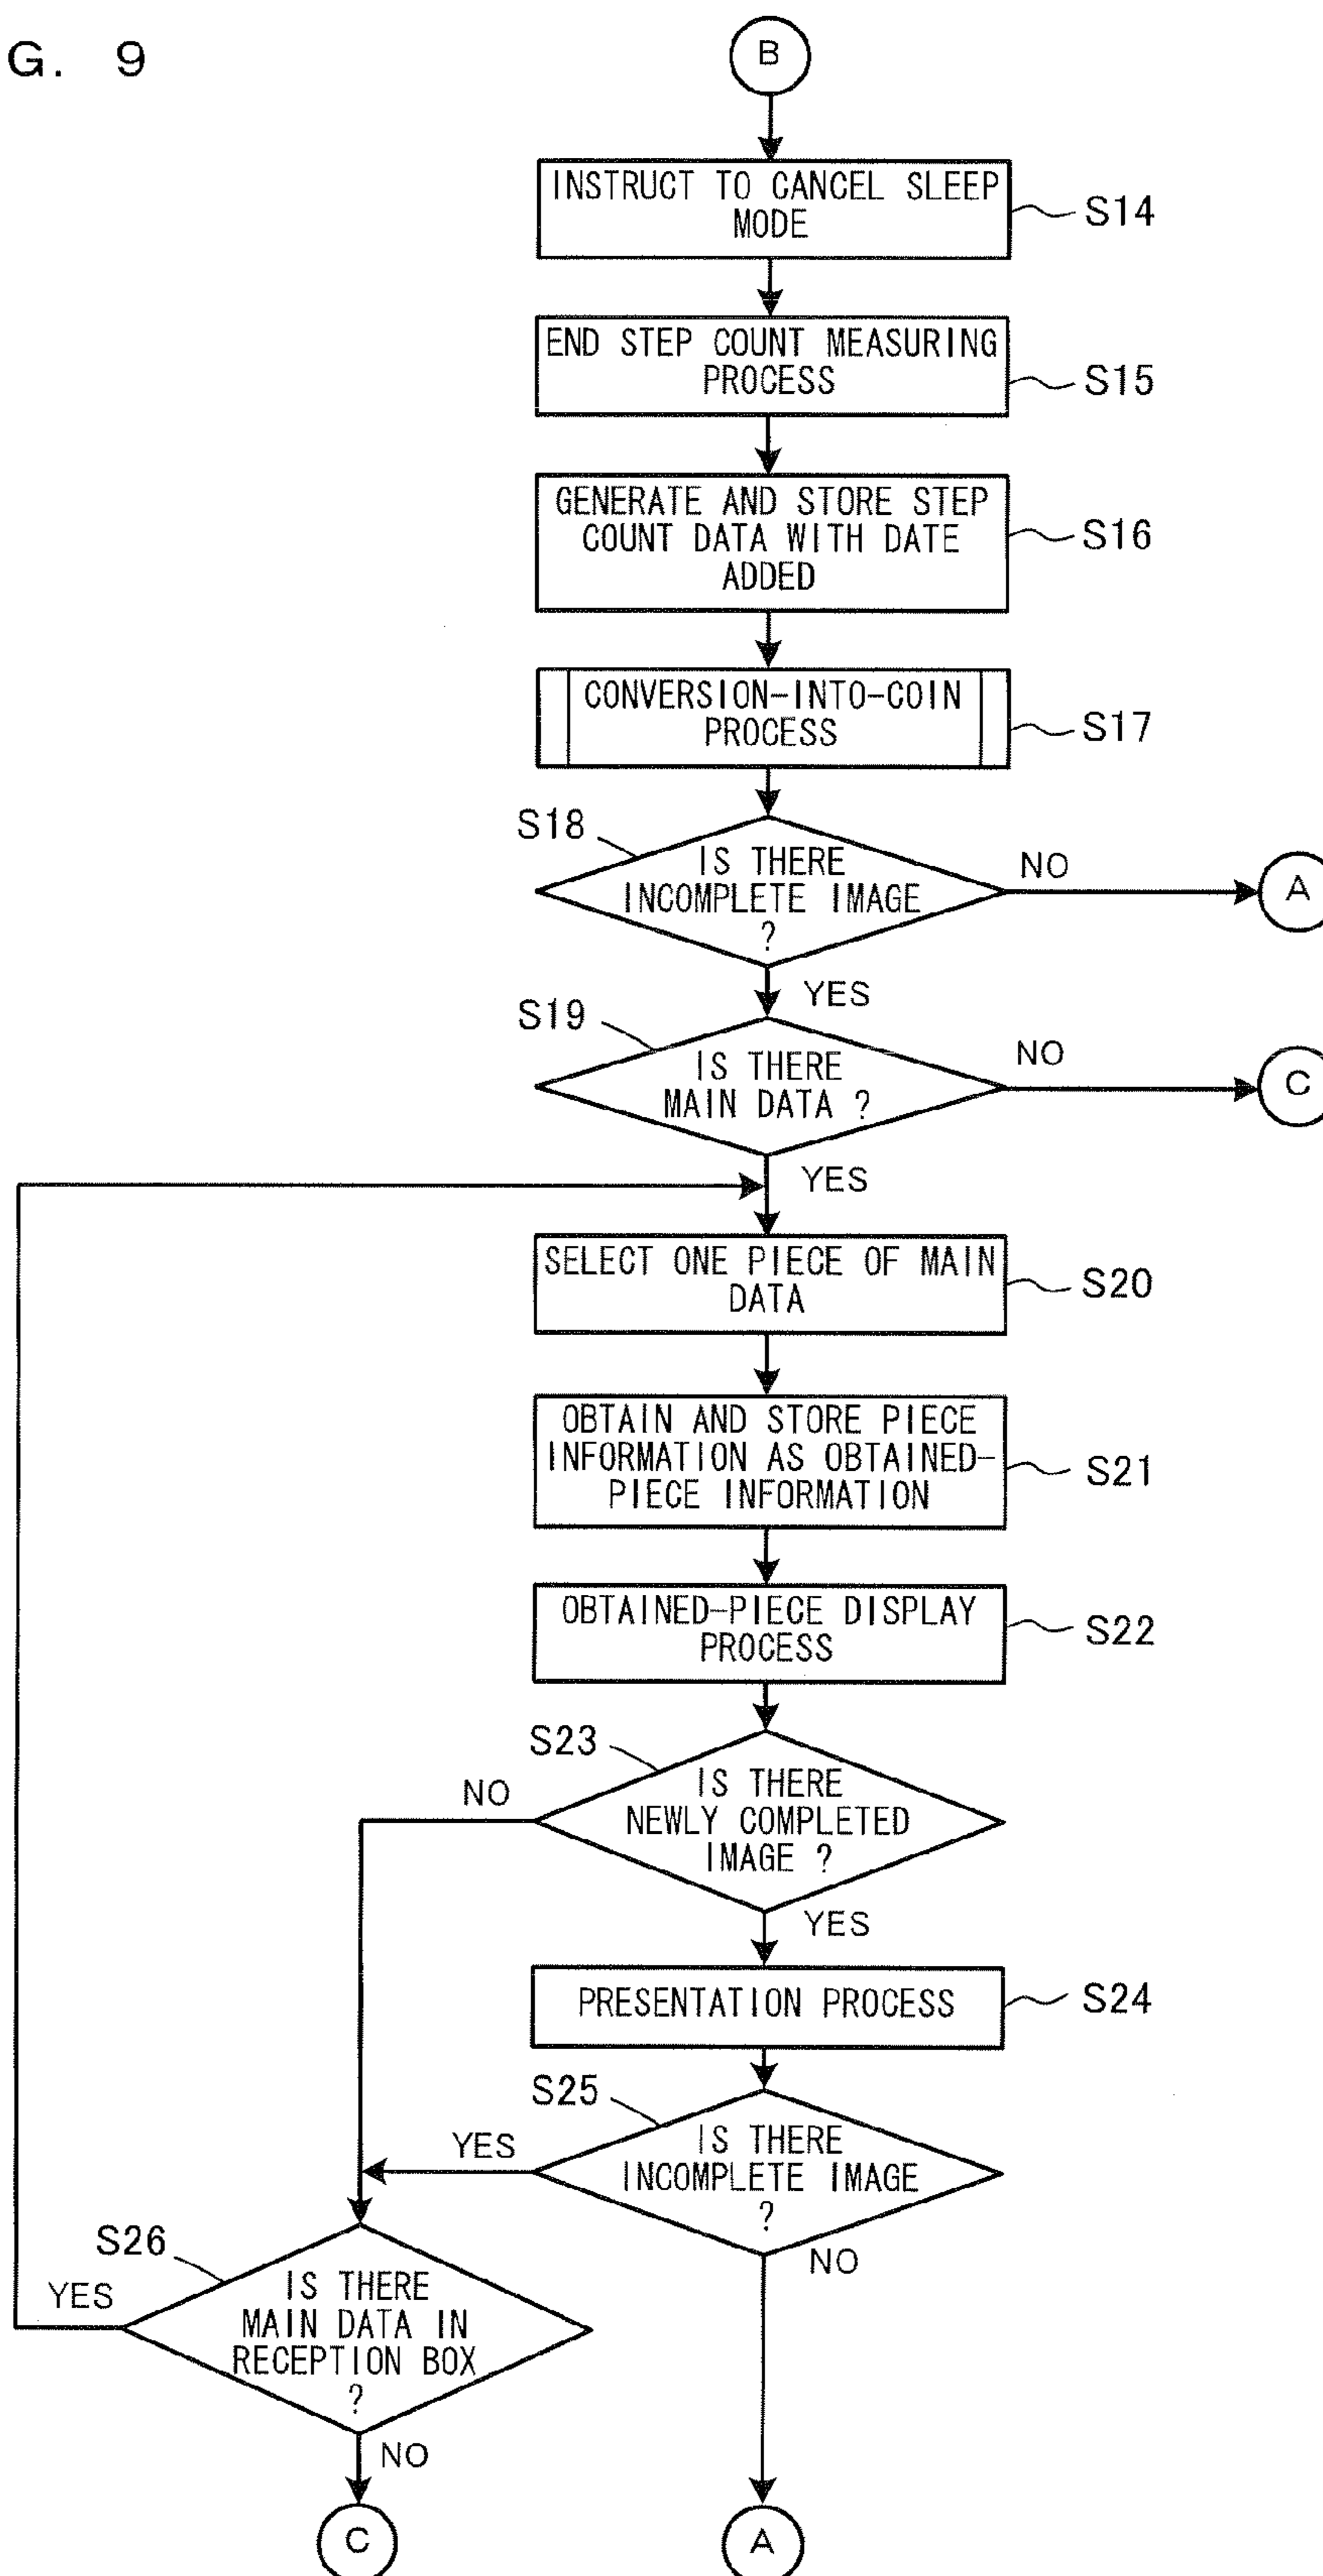 G. 9
B
INSTRUCT TO CANCEL SLEEP
MODE
S14
END STEP COUNT MEASURING
PROCESS
S15
GENERATE AND STORE STEP
COUNT DATA WITH DATE
ADDED
S16
CONVERSION-INTO-COIN
PROCESS
S17
S18
IS THERE
INCOMPLETE IMAGE
?
NO
A
YES
S19
IS THERE
MAIN DATA ?
NO
C
YES
SELECT ONE PIECE OF MAIN
DATA
S20
OBTAIN AND STORE PIECE
INFORMATION AS OBTAINED-
PIECE INFORMATION
S21
OBTAINED-PIECE DISPLAY
PROCESS
S22
S23
IS THERE
NEWLY COMPLETED
IMAGE ?
NO
YES
PRESENTATION PROCESS
S24
S25
IS THERE
INCOMPLETE IMAGE
?
YES
NO
S26
IS THERE
MAIN DATA IN
RECEPTION BOX
?
YES
NO
C
A